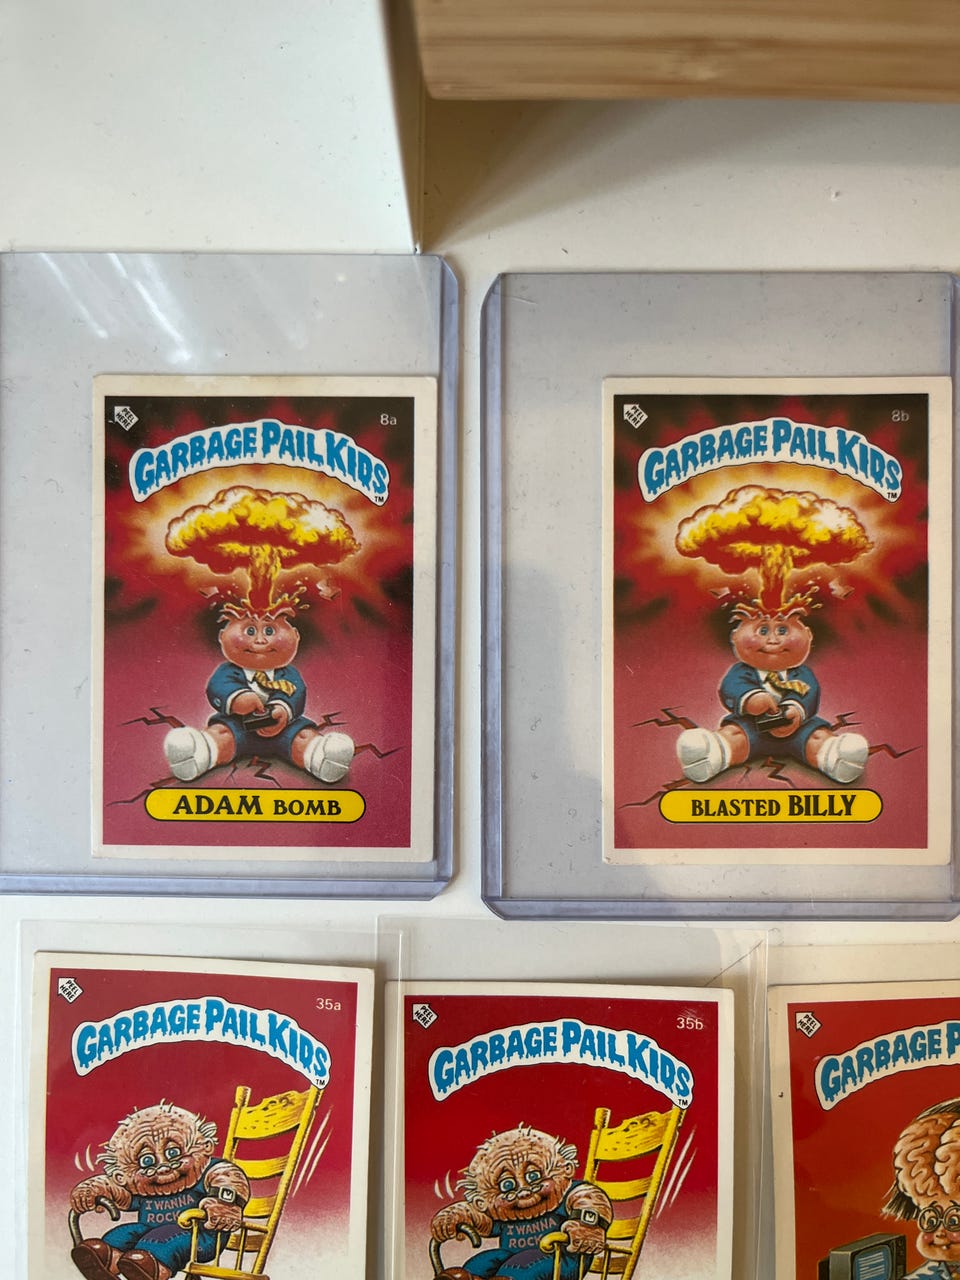 PEEL HERE
8a
GARBAGE PAIL KIDS
TM
ADAM BOMB
PEEL HERE
8b
GARBAGE PAIL KIDS
TM
BLASTED BILLY
PEEL HERE
35a
GARBAGE PAIL KIDS
TM
I WANNA
ROCK
PEEL HERE
35b
GARBAGE PAIL KIDS
TM
I WANNA
ROCK
PEEL HERE
GARBAGE P